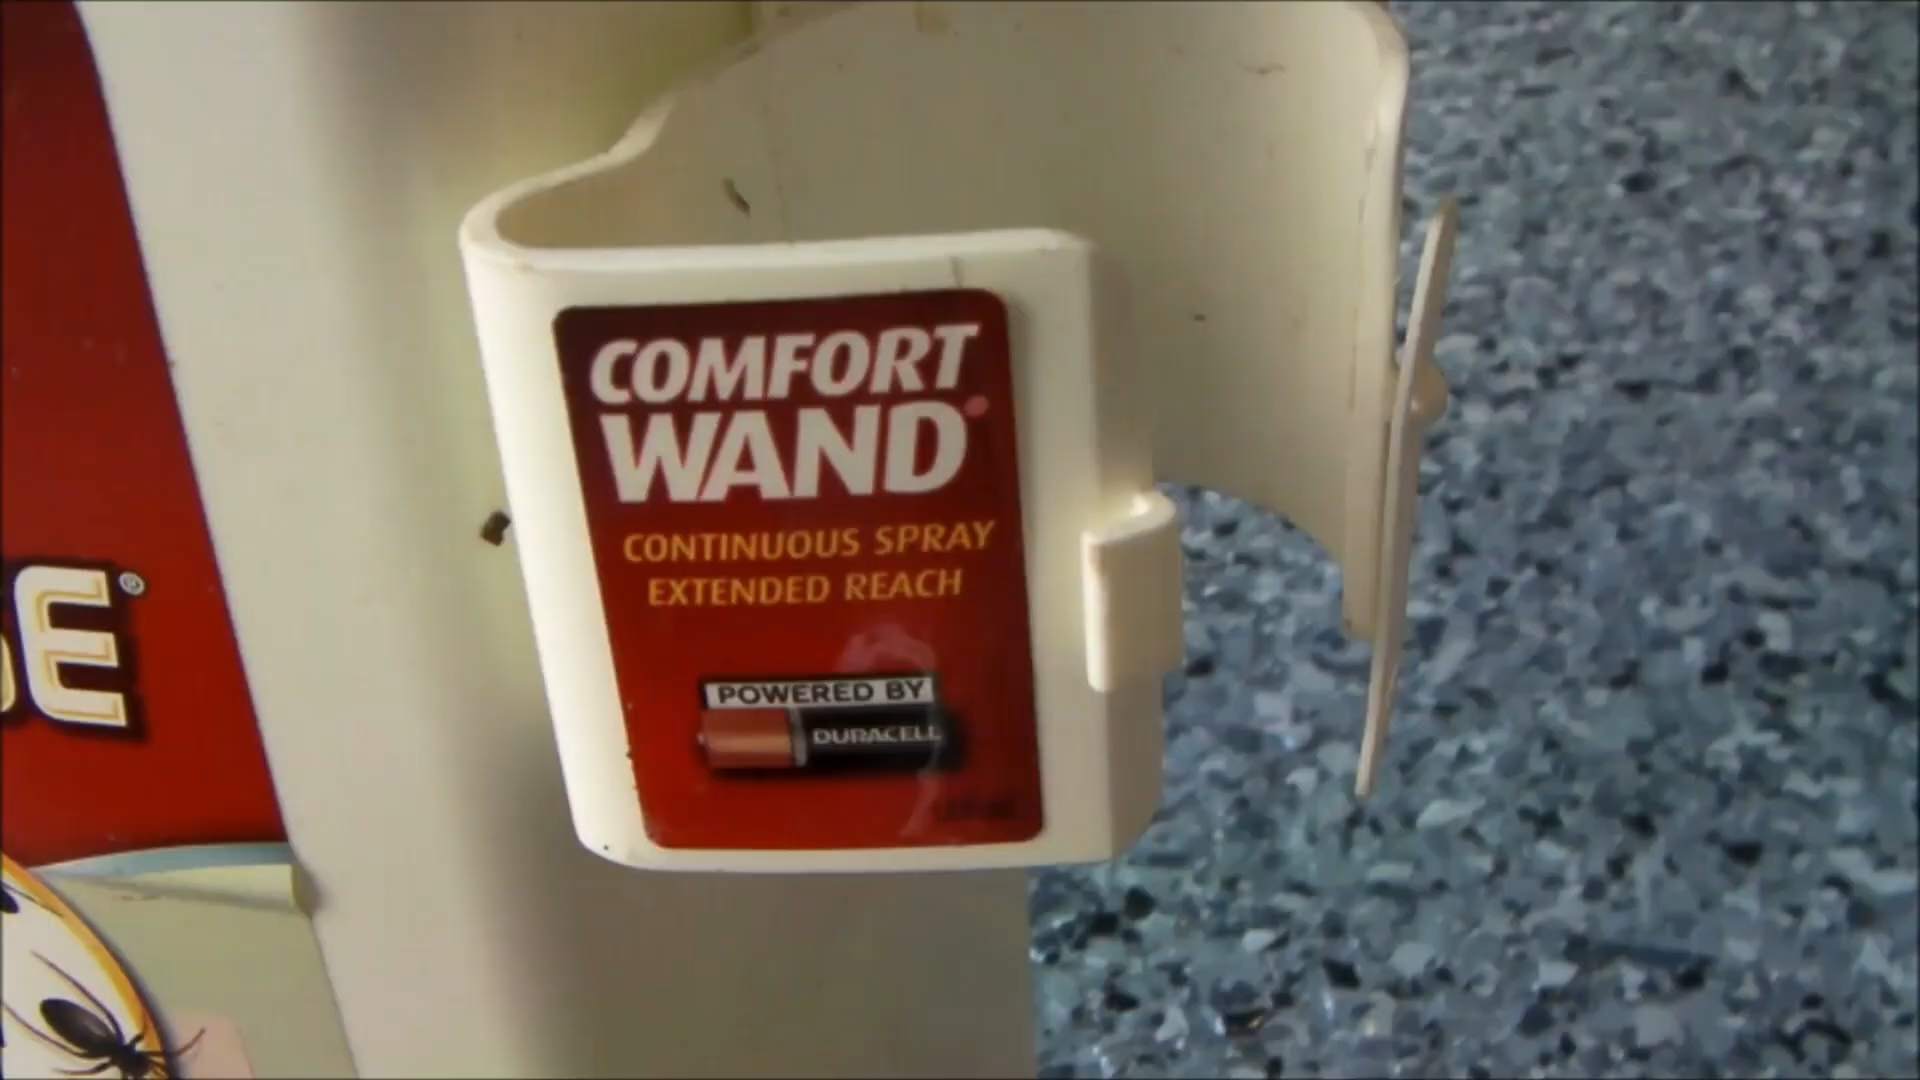 COMFORT
WAND
CONTINUOUS SPRAY
EXTENDED REACH
POWERED BY
DURACELL
E®